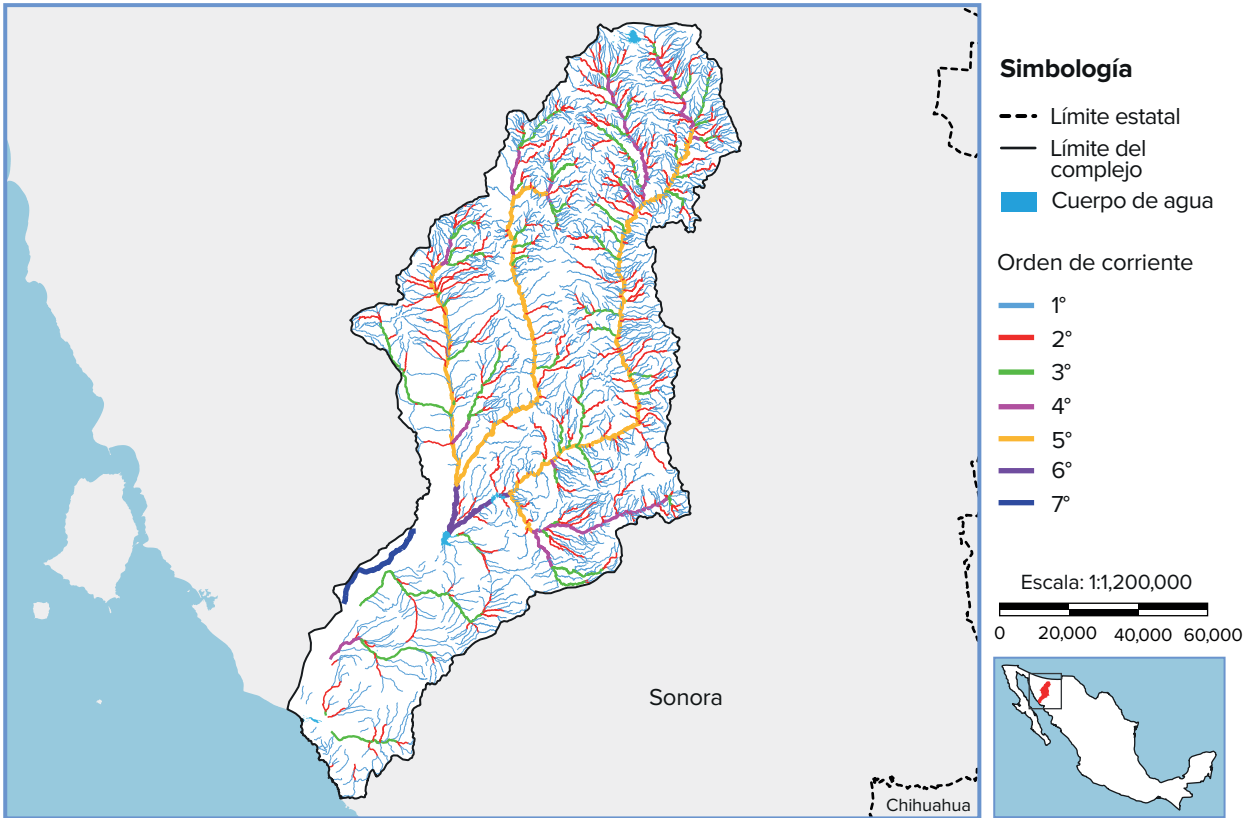 Simbología
Límite estatal
Límite del
complejo
Cuerpo de agua
Orden de corriente
1°
2°
3°
4°
5°
6°
7°
Escala: 1:1,200,000
0 20,000 40,000 60,000
Sonora
Chihuahua